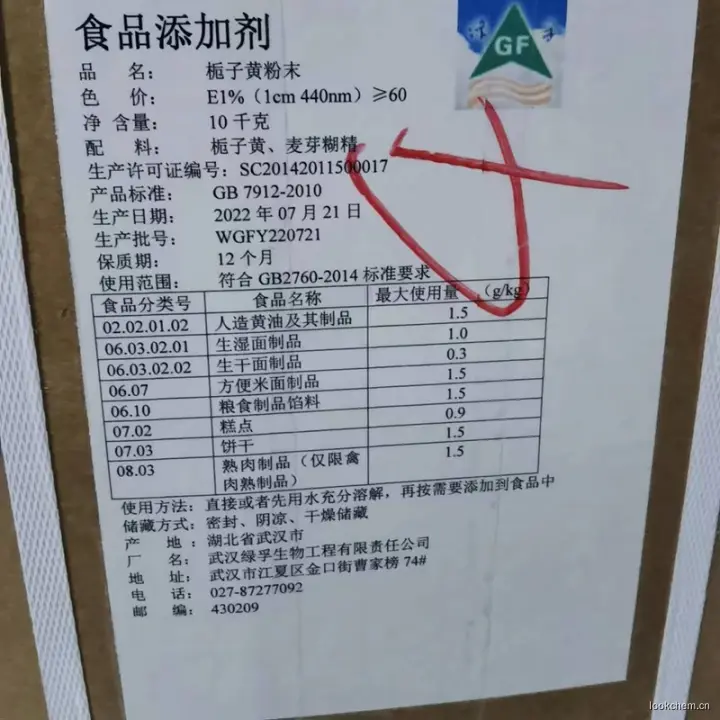 食品添加剂
GF
品 名: 栀子黄粉末
色 价: E1%（1cm 440nm）≥60
净 含量: 10 千克
配 料: 栀子黄、麦芽糊精
生产许可证编号: SC20142011500017
产品标准: GB 7912-2010
生产日期: 2022 年 07 月 21 日
生产批号: WGFY220721
保质期: 12 个月
使用范围: 符合 GB2760-2014 标准要求
食品分类号 食品名称 最大使用量 （g/kg）
02.02.01.02 人造黄油及其制品 1.5
06.03.02.01 生湿面制品 1.0
06.03.02.02 生干面制品 0.3
06.07 方便米面制品 1.5
06.10 粮食制品馅料 1.5
07.02 糕点 0.9
07.03 饼干 1.5
08.03 熟肉制品（仅限禽 1.5
肉熟制品）
使用方法: 直接或者先用水充分溶解，再按需要添加到食品中
储藏方式: 密封、阴凉、干燥储藏
产 地: 湖北省武汉市
厂 名: 武汉绿孚生物工程有限责任公司
地 址: 武汉市江夏区金口街曹家榜 74#
电 话: 027-87277092
邮 编: 430209
lookchem.cn